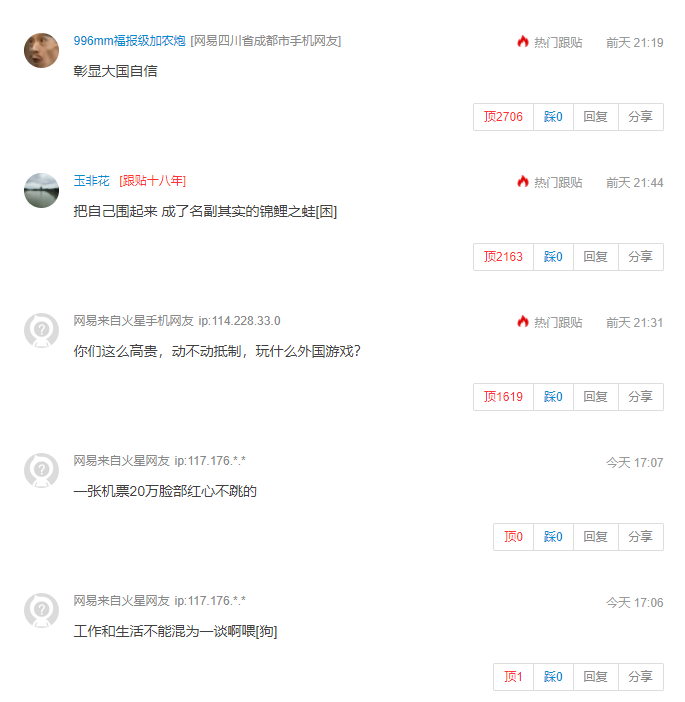 996mm福报级加农炮 [网易四川省成都市手机网友] 热门跟贴 前天 21:19
彰显大国自信
顶2706 踩0 回复 分享
玉非花 [跟贴十八年] 热门跟贴 前天 21:44
把自己围起来 成了名副其实的锦鲤之蛙[困]
顶2163 踩0 回复 分享
网易来自火星手机网友 ip:114.228.33.0 热门跟贴 前天 21:31
你们这么高贵，动不动抵制，玩什么外国游戏？
顶1619 踩0 回复 分享
网易来自火星网友 ip:117.176.*.* 今天 17:07
一张机票20万脸部红心不跳的
顶0 踩0 回复 分享
网易来自火星网友 ip:117.176.*.* 今天 17:06
工作和生活不能混为一谈啊喂[狗]
顶1 踩0 回复 分享